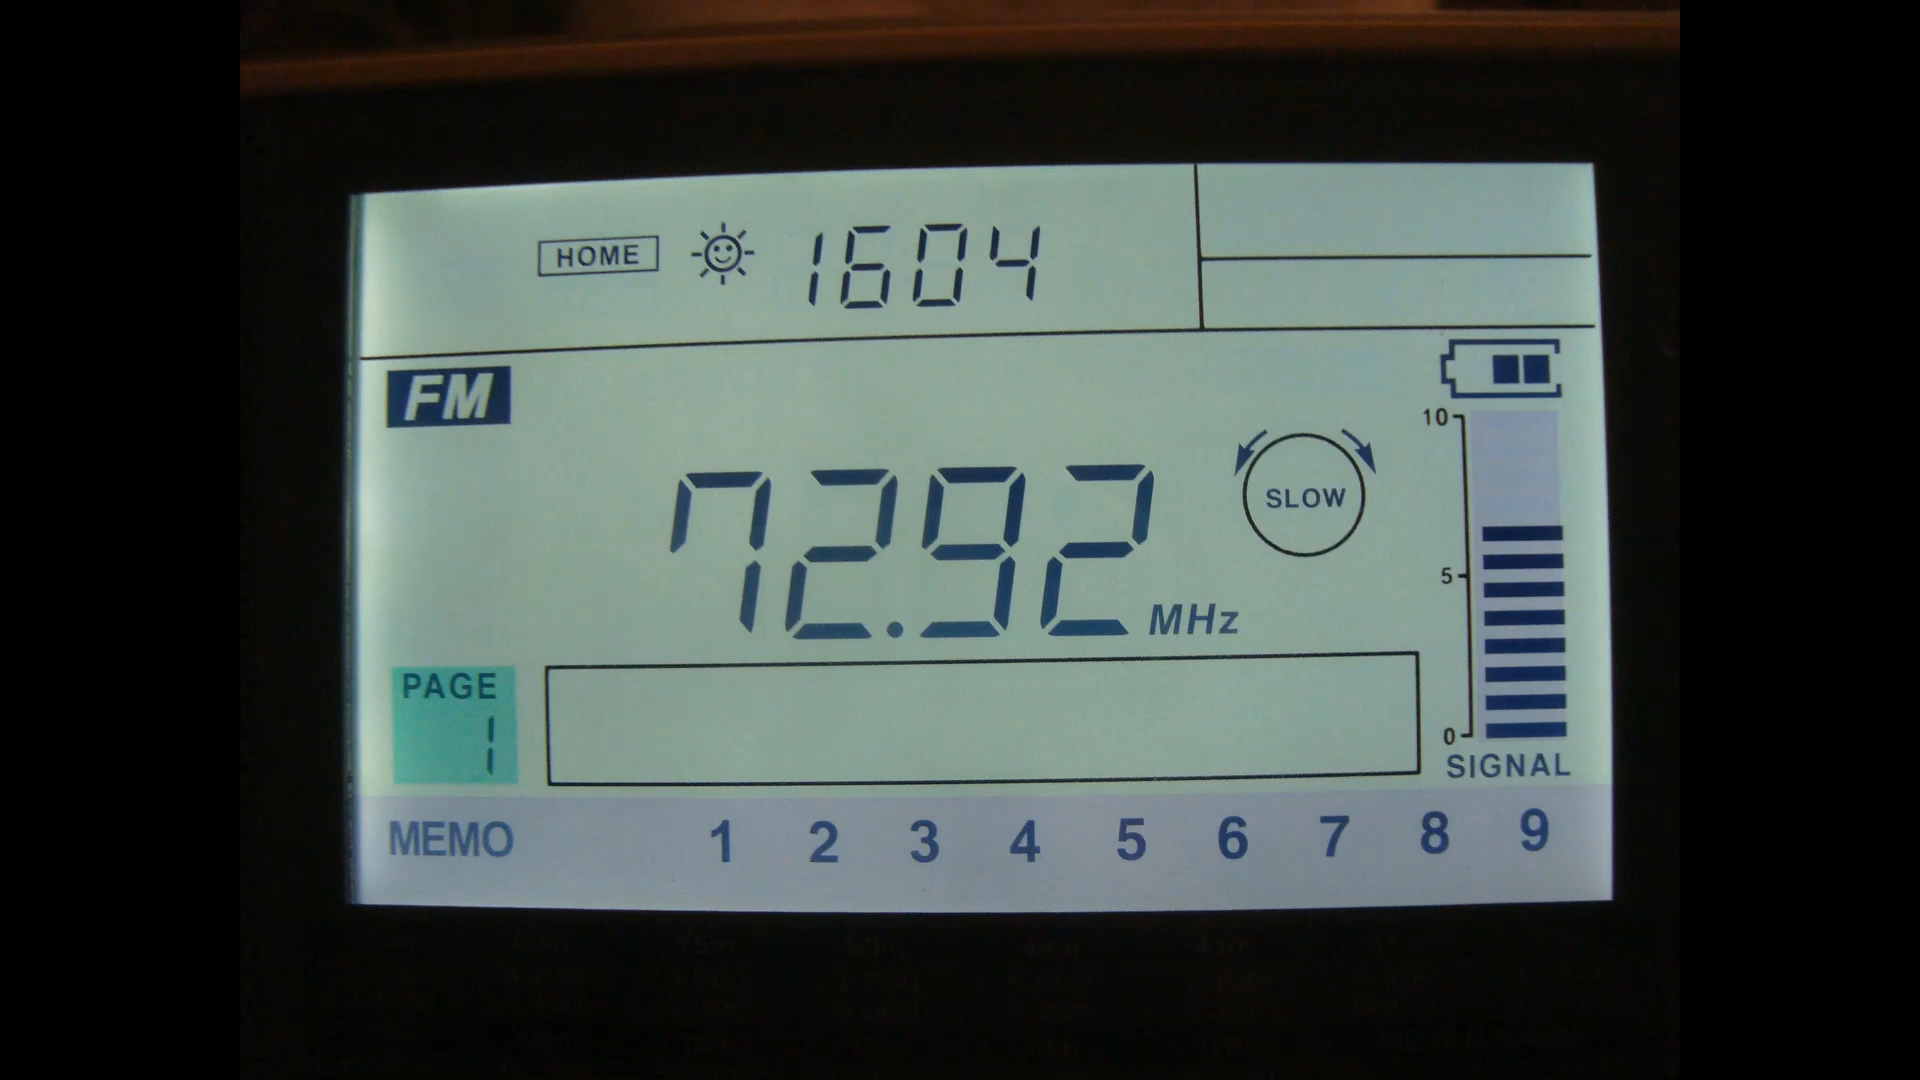 HOME 1604
FM
10
SLOW
72.92 MHz
5
PAGE
1
0
SIGNAL
MEMO 1 2 3 4 5 6 7 8 9